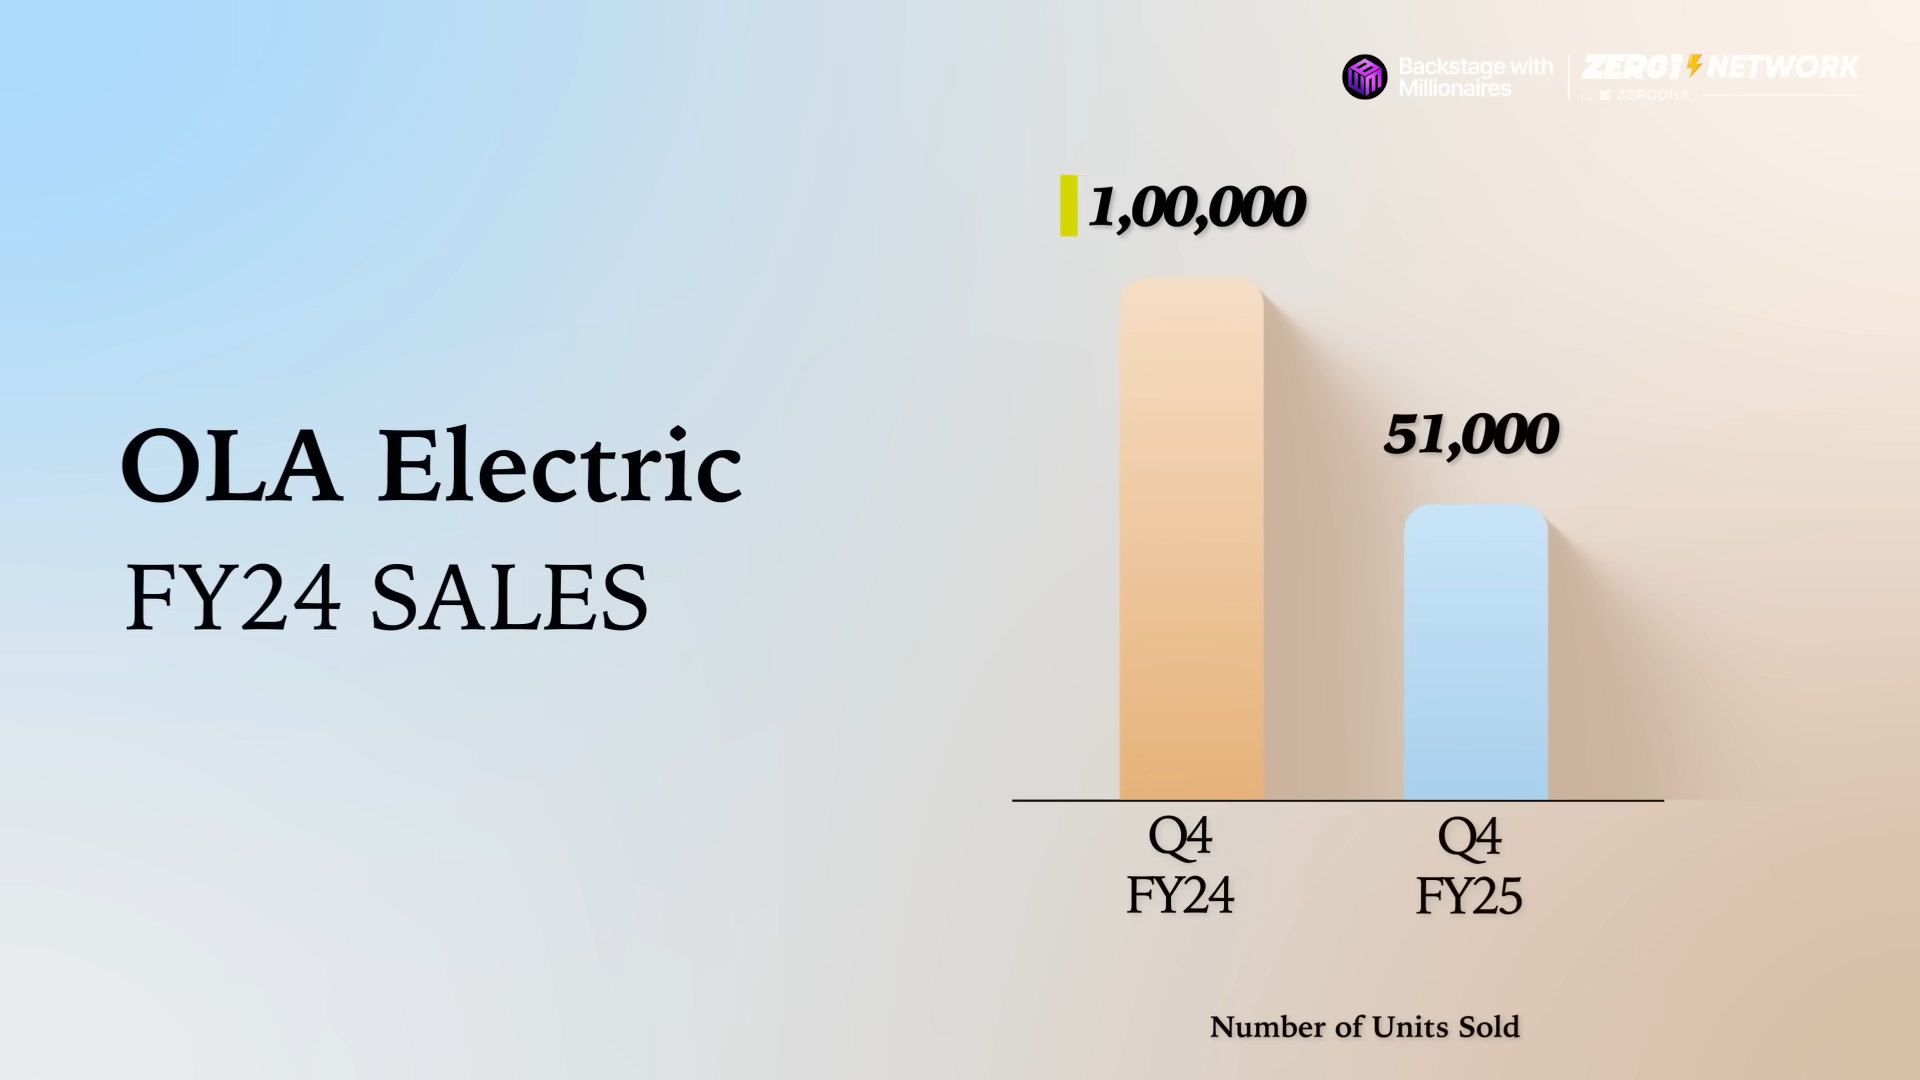 Backstage with
Millionaires
ZERO1 NETWORK
by ZERODHA
1,00,000
51,000
OLA Electric
FY24 SALES
Q4
FY24
Q4
FY25
Number of Units Sold